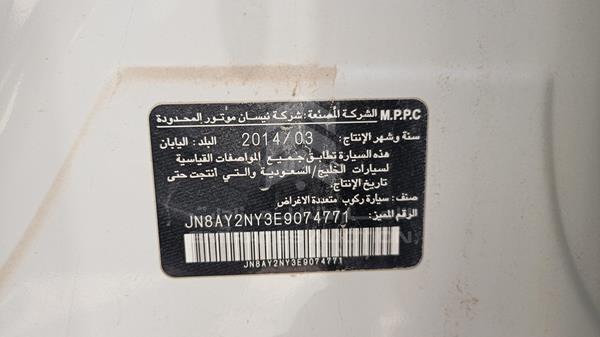 M.P.P.C الشركة المصنعة: شركة نيسان موتور المحدودة
سنة وشهر الإنتاج: 2014/03 البلد: اليابان
هذه السيارة تطابق جميع المواصفات القياسية
لسيارات الخليج/السعودية والتي انتجت حتى
تاريخ الإنتاج.
صنف: سيارة ركوب متعددة الاغراض
الرقم المميز: JN8AY2NY3E9074771
JN8AY2NY3E9074771